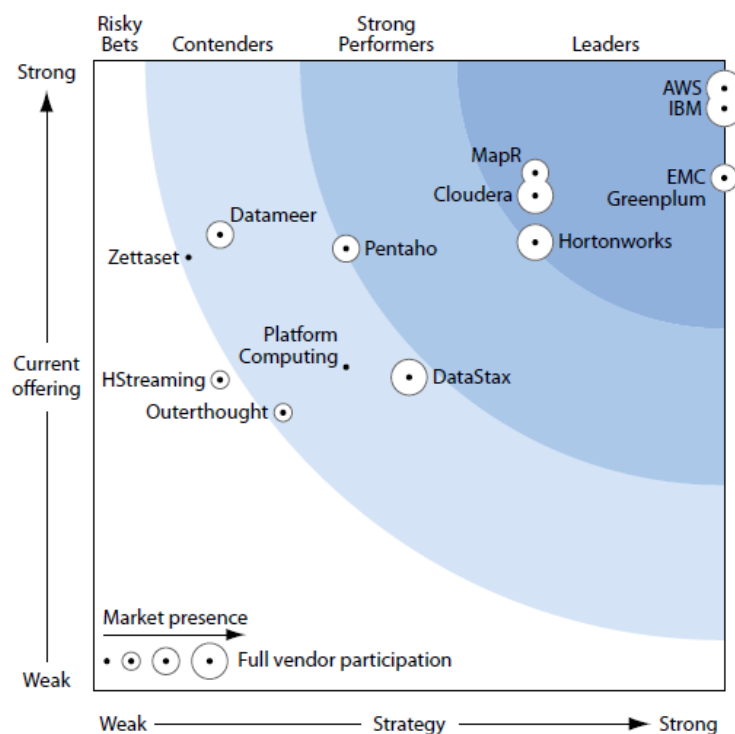 Risky
Bets
Contenders
Strong
Performers
Leaders
Strong
AWS
IBM
MapR
EMC
Greenplum
Cloudera
Datameer
Hortonworks
Pentaho
Zettaset
Platform
Computing
Current
offering
HStreaming
DataStax
Outerthought
Market presence
Full vendor participation
Weak
Weak
Strategy
Strong